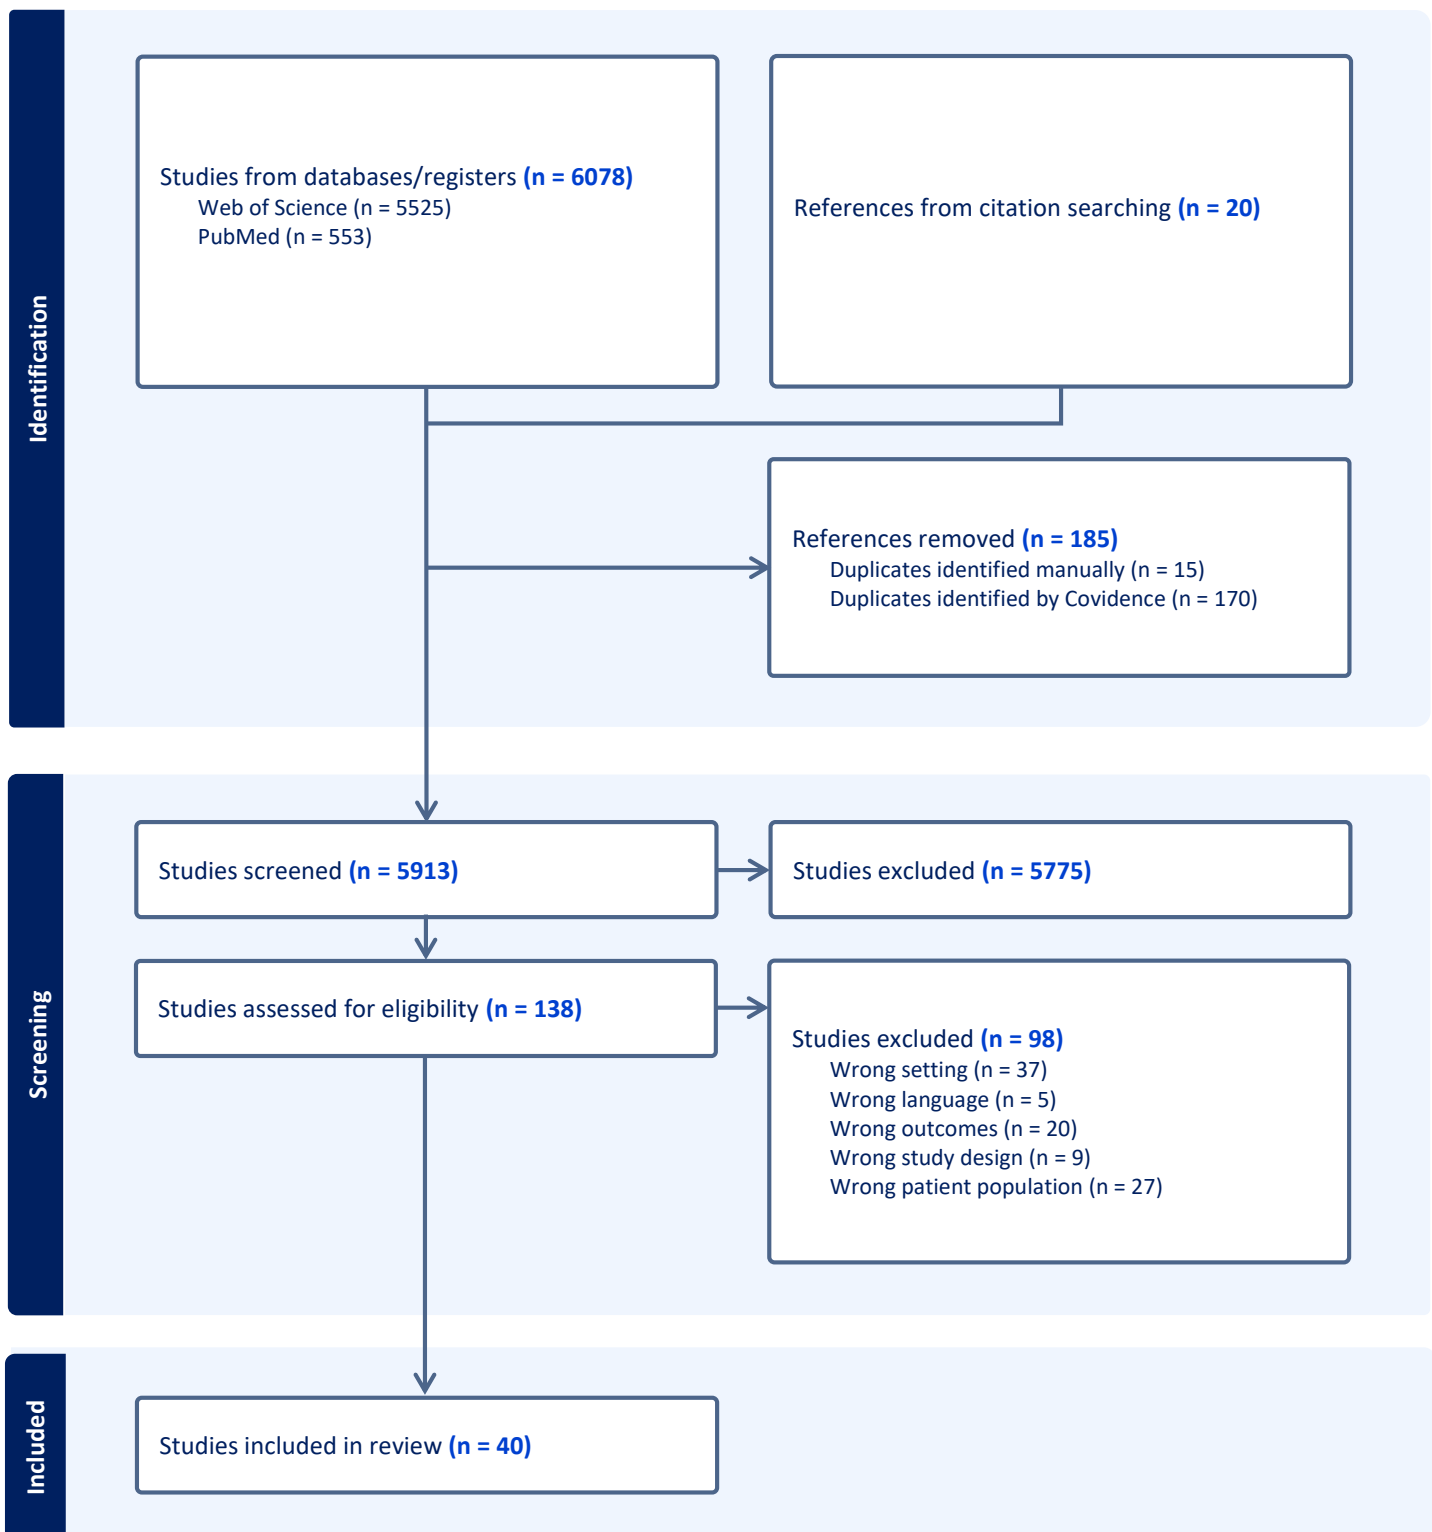 Identification
Studies from databases/registers (n = 6078)
Web of Science (n = 5525)
PubMed (n = 553)
References from citation searching (n = 20)
References removed (n = 185)
Duplicates identified manually (n = 15)
Duplicates identified by Covidence (n = 170)
Screening
Studies screened (n = 5913)
Studies excluded (n = 5775)
Studies assessed for eligibility (n = 138)
Studies excluded (n = 98)
Wrong setting (n = 37)
Wrong language (n = 5)
Wrong outcomes (n = 20)
Wrong study design (n = 9)
Wrong patient population (n = 27)
Included
Studies included in review (n = 40)